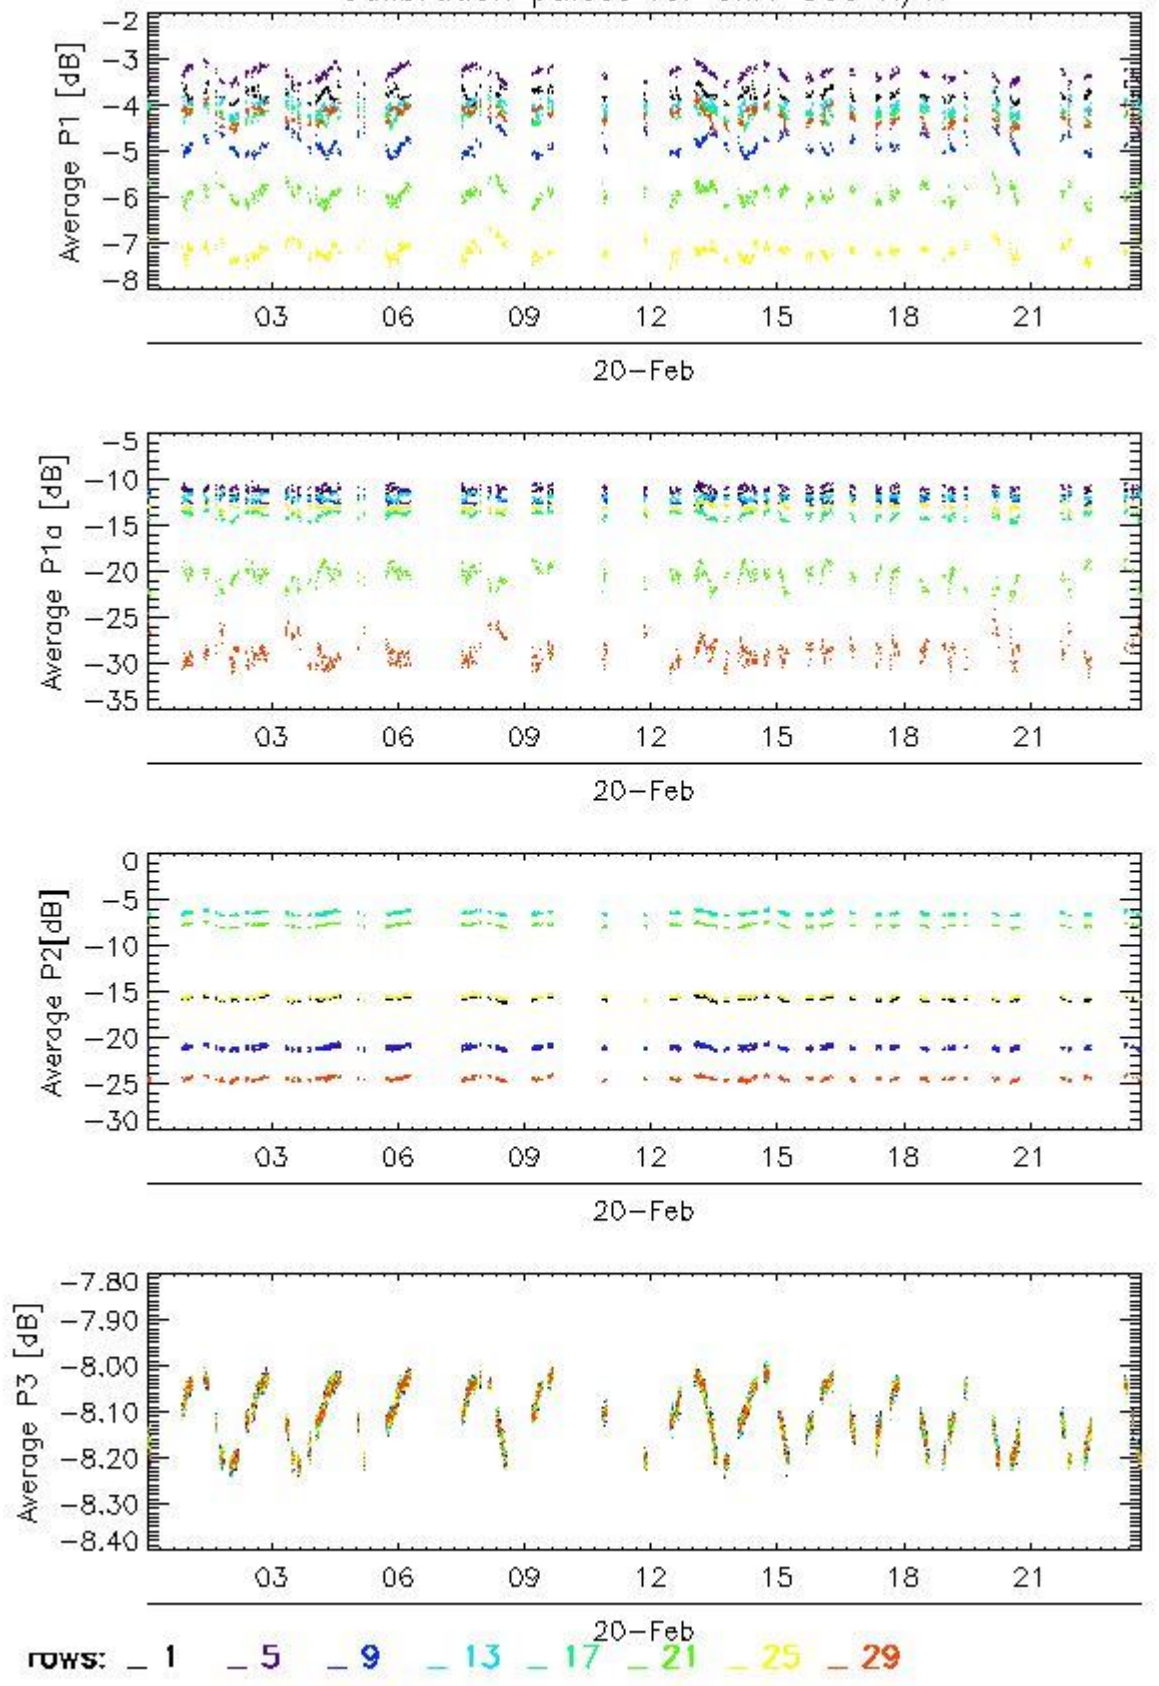 Average P1 [dB]
-2
-3
-4
-5
-6
-7
-8
03 06 09 12 15 18 21
20-Feb
Average P1a [dB]
-5
-10
-15
-20
-25
-30
-35
03 06 09 12 15 18 21
20-Feb
Average P2[dB]
0
-5
-10
-15
-20
-25
-30
03 06 09 12 15 18 21
20-Feb
Average P3 [dB]
-7.80
-7.90
-8.00
-8.10
-8.20
-8.30
-8.40
03 06 09 12 15 18 21
20-Feb
rows: _ 1 _ 5 _ 9 _ 13 _ 17 _ 21 _ 25 _ 29